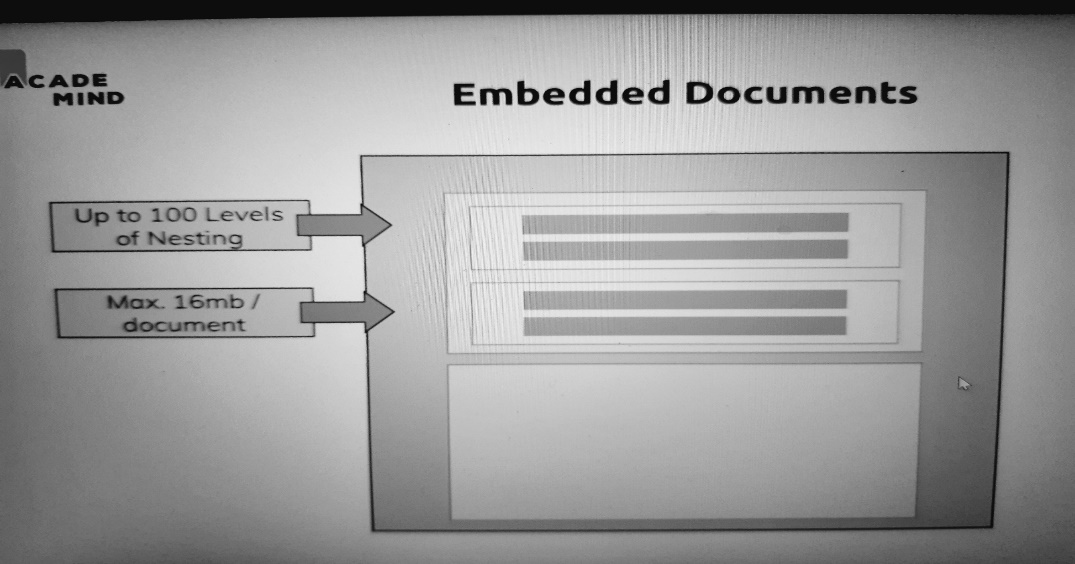 ACADE
MIND
Embedded Documents
Up to 100 Levels
of Nesting
Max. 16mb /
document